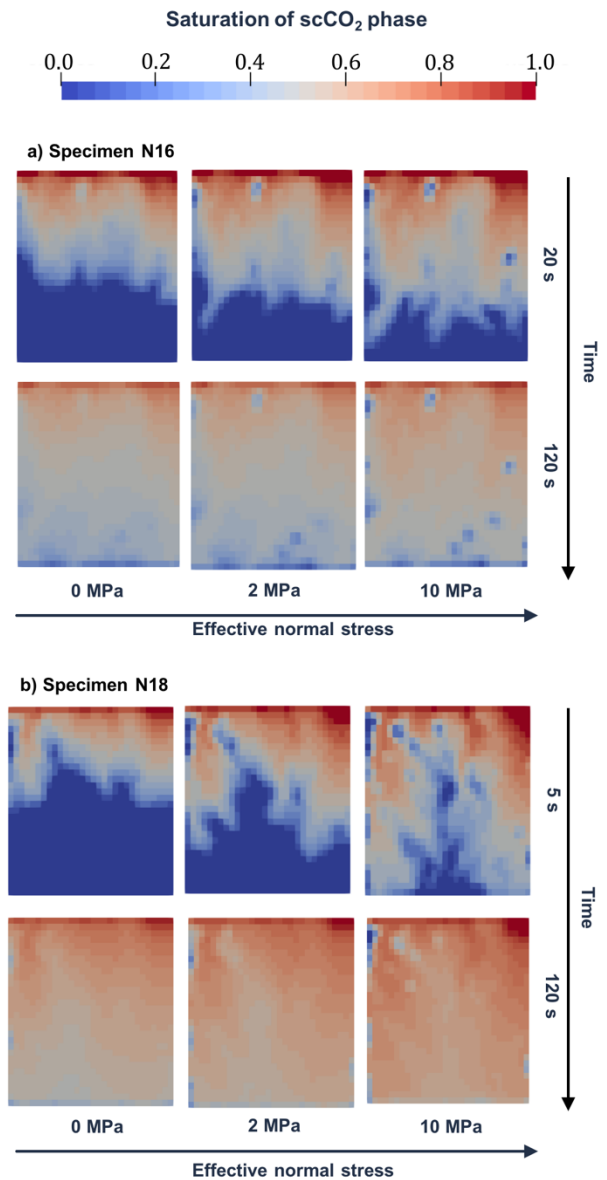 Saturation of scCO₂ phase
0.0 0.2 0.4 0.6 0.8 1.0
a) Specimen N16
20 s
Time
120 s
0 MPa 2 MPa 10 MPa
Effective normal stress
b) Specimen N18
5 s
Time
120 s
0 MPa 2 MPa 10 MPa
Effective normal stress